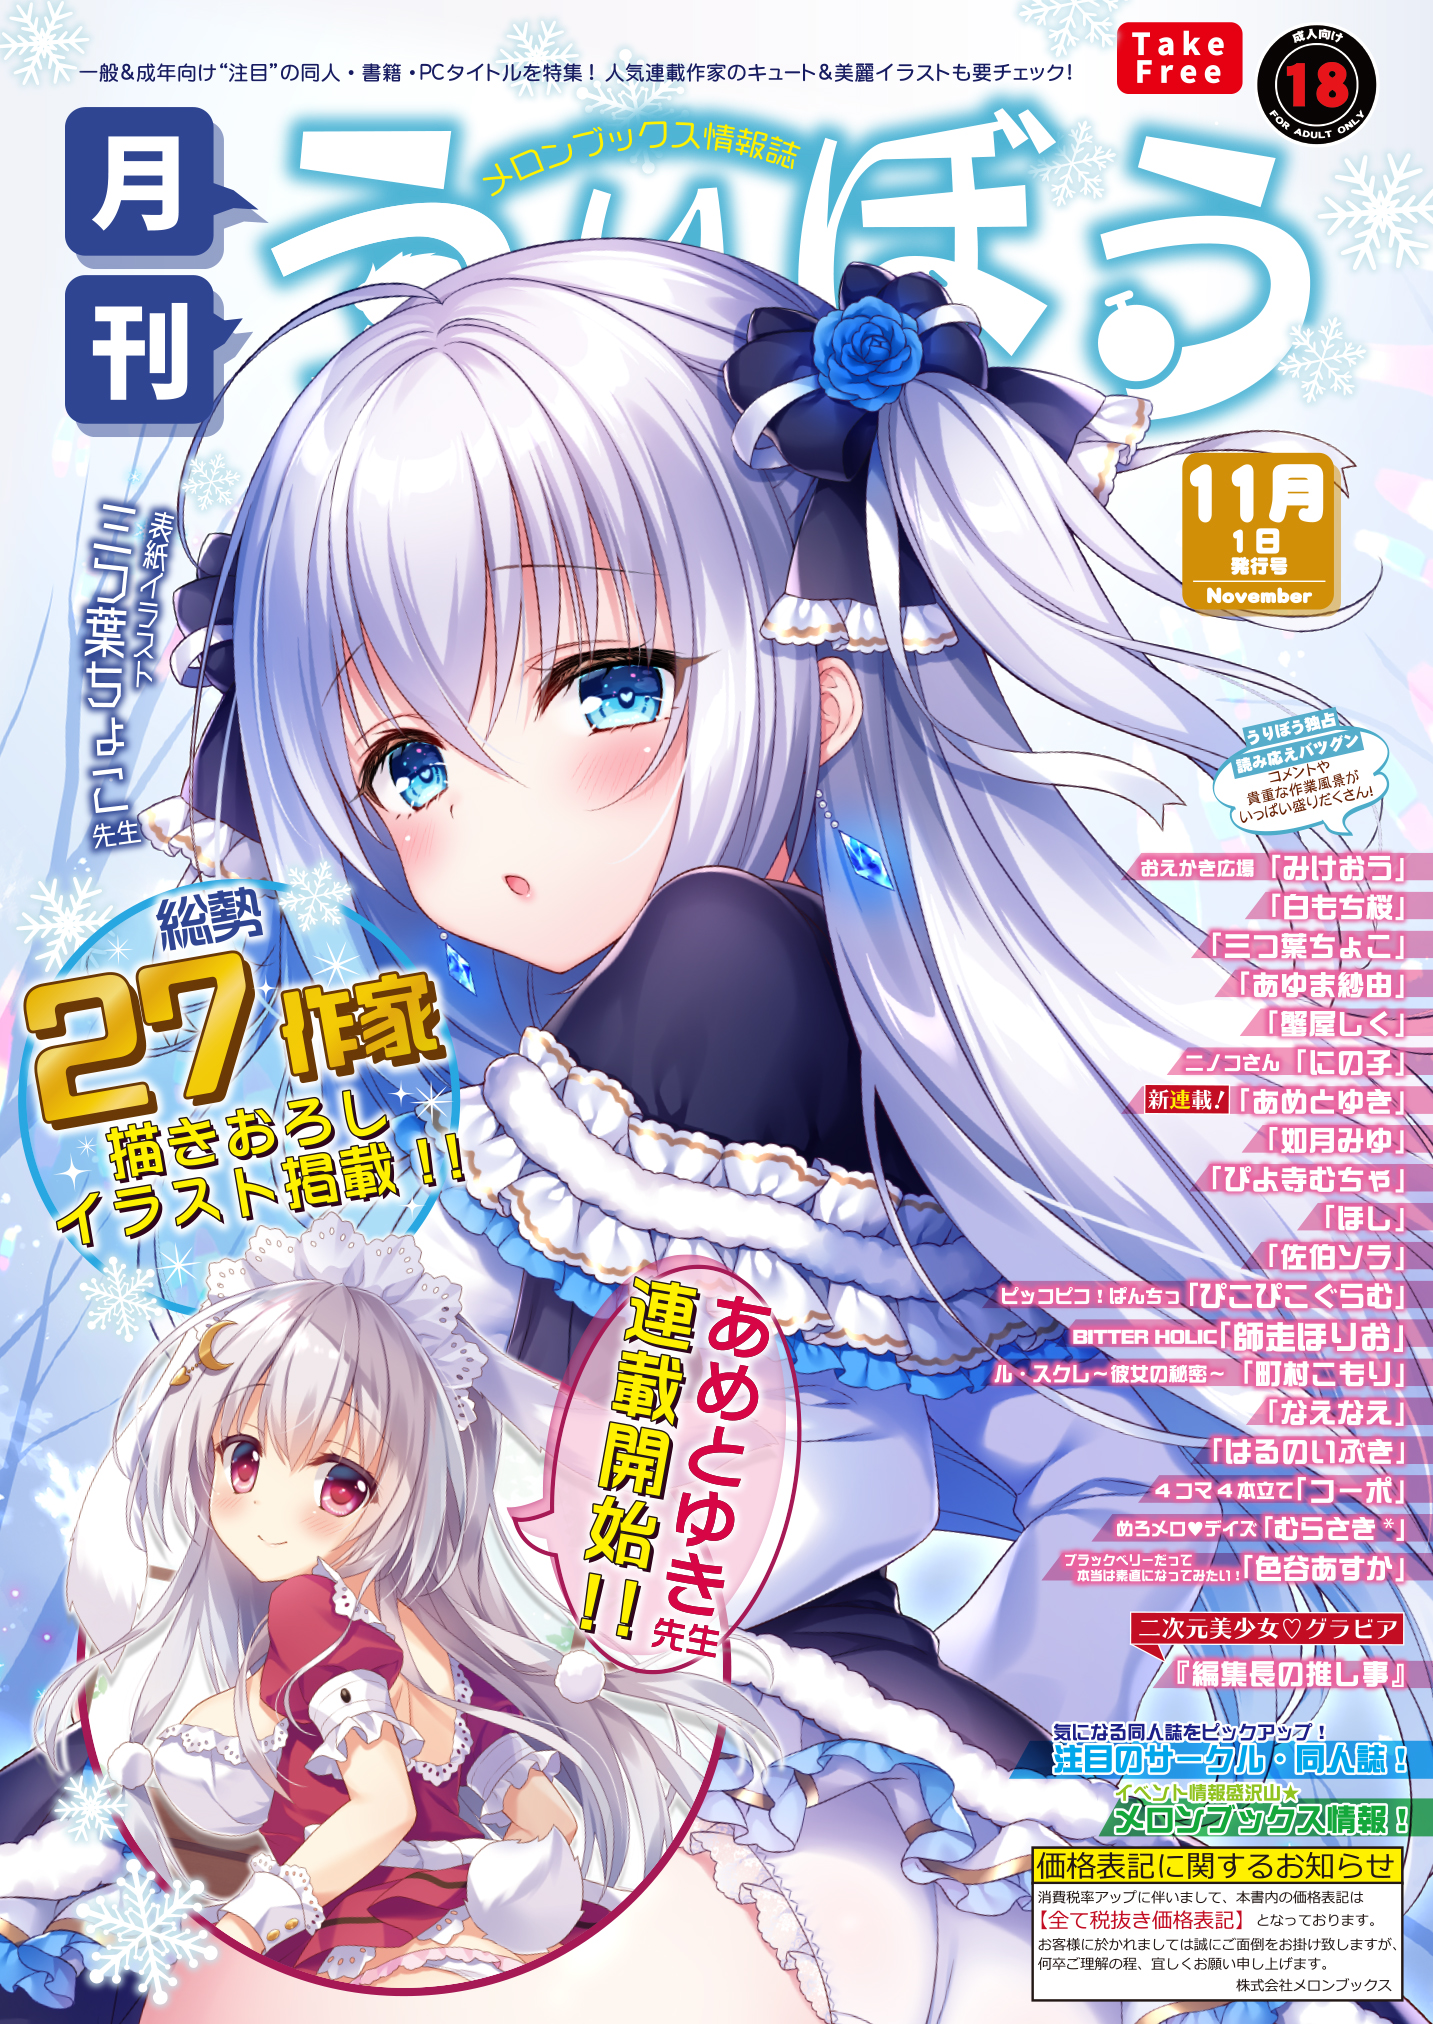 一般&成年向け“注目”の同人・書籍・PCタイトルを特集！人気連載作家のキュート&美麗イラストも要チェック！
Take
Free
成人向け
18
FOR ADULT ONLY
メロンブックス情報誌
月刊
うりぼう
11月
1日
発行号
November
表紙イラスト
三つ葉ちょこ先生
うりぼう独占
読み応えバツグン
コメントや
貴重な作業風景が
いっぱい盛りだくさん!
総勢
27作家
描きおろし
イラスト掲載!!
あめとゆき先生
連載開始!!
おえかき広場「みけおう」
「白もち桜」
「三つ葉ちょこ」
「あゆま紗由」
「蟹屋しく」
ニノコさん「にの子」
新連載！「あめとゆき」
「如月みゆ」
「ぴよ寺むちゃ」
「ほし」
「佐伯ソラ」
ピッコピコ！ぱんちっ「ぴこぴこぐらむ」
BITTER HOLIC「師走ほりお」
ル・スクレ～彼女の秘密～「町村こもり」
「なえなえ」
「はるのいぶき」
4コマ4本立て「コーポ」
めろメロ♥デイズ「むらさき*」
ブラックベリーだって
本当は素直になってみたい！「色谷あすか」
二次元美少女♡グラビア
『編集長の推し事』
気になる同人誌をピックアップ！
注目のサークル・同人誌！
イベント情報盛沢山★
メロンブックス情報！
価格表記に関するお知らせ
消費税率アップに伴いまして、本書内の価格表記は
【全て税抜き価格表記】となっております。
お客様に於かれましては誠にご面倒をお掛け致しますが、
何卒ご理解の程、宜しくお願い申し上げます。
株式会社メロンブックス